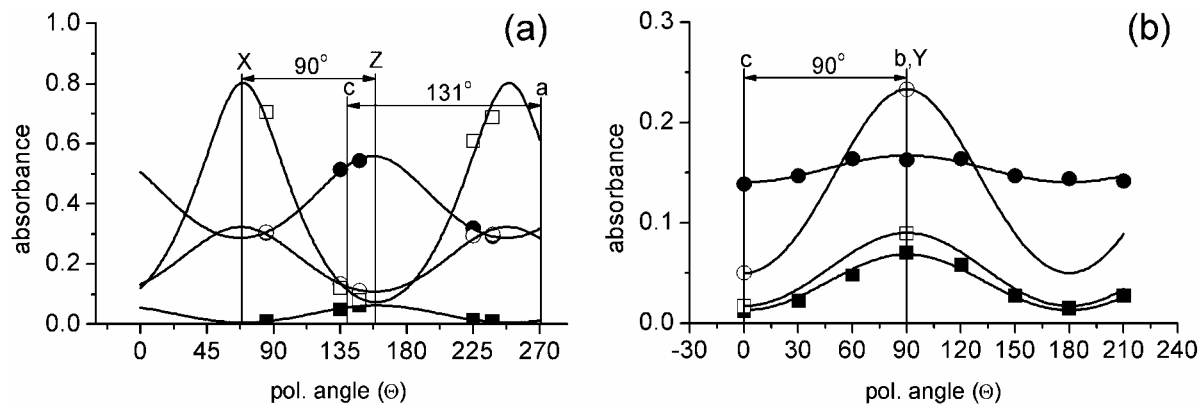 (a)
1.0
0.8
0.6
0.4
0.2
0.0
absorbance
X
Z
90°
c
131°
a
0 45 90 135 180 225 270
pol. angle (Θ)
(b)
0.3
0.2
0.1
0.0
absorbance
c
b,Y
90°
-30 0 30 60 90 120 150 180 210 240
pol. angle (Θ)